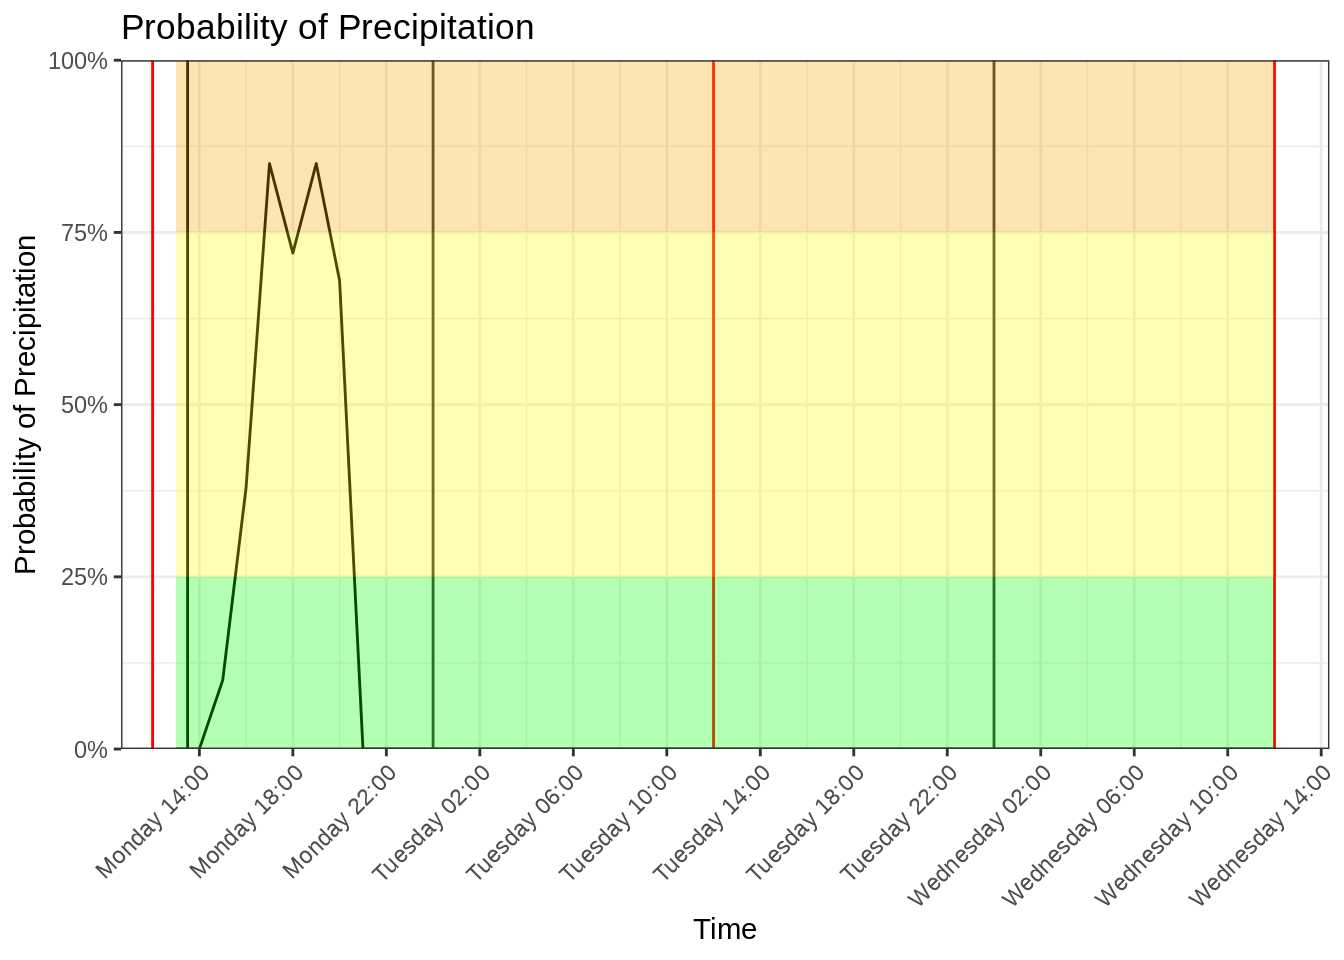 Probability of Precipitation
Probability of Precipitation
100%
75%
50%
25%
0%
Monday 14:00
Monday 18:00
Monday 22:00
Tuesday 02:00
Tuesday 06:00
Tuesday 10:00
Tuesday 14:00
Tuesday 18:00
Tuesday 22:00
Wednesday 02:00
Wednesday 06:00
Wednesday 10:00
Wednesday 14:00
Time